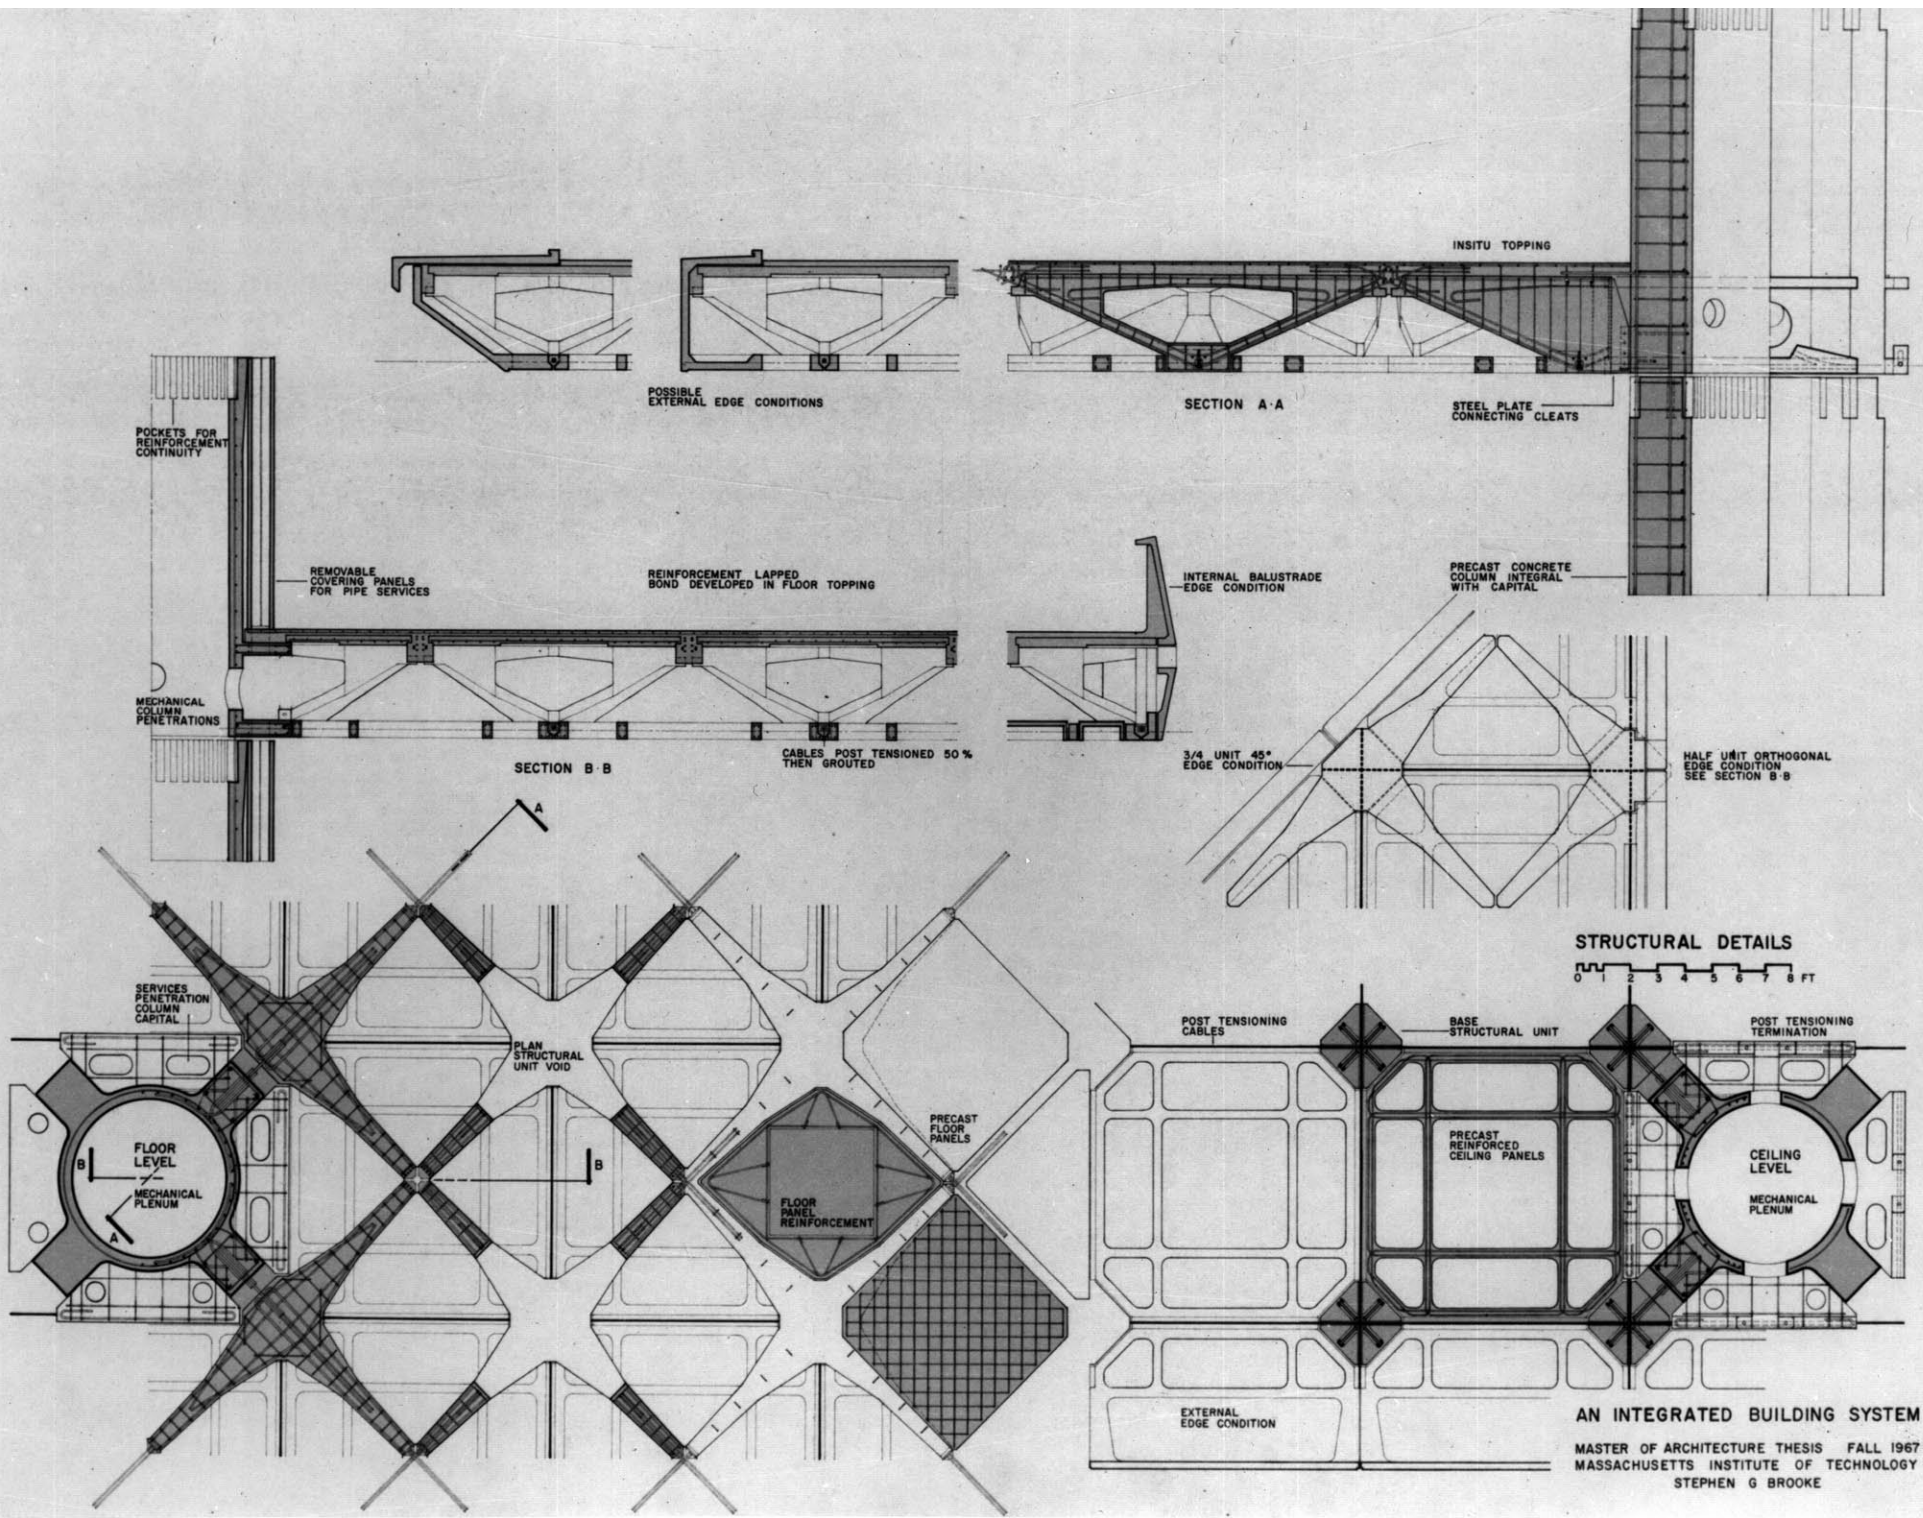 INSITU TOPPING
POSSIBLE
EXTERNAL EDGE CONDITIONS
SECTION A·A
STEEL PLATE
CONNECTING CLEATS
POCKETS FOR
REINFORCEMENT
CONTINUITY
REMOVABLE
COVERING PANELS
FOR PIPE SERVICES
REINFORCEMENT LAPPED
BOND DEVELOPED IN FLOOR TOPPING
INTERNAL BALUSTRADE
EDGE CONDITION
PRECAST CONCRETE
COLUMN INTEGRAL
WITH CAPITAL
MECHANICAL
COLUMN
PENETRATIONS
SECTION B·B
CABLES POST TENSIONED 50%
THEN GROUTED
3/4 UNIT 45°
EDGE CONDITION
HALF UNIT ORTHOGONAL
EDGE CONDITION
SEE SECTION B·B
A
STRUCTURAL DETAILS
0 1 2 3 4 5 6 7 8 FT
SERVICES
PENETRATION
COLUMN
CAPITAL
PLAN
STRUCTURAL
UNIT VOID
POST TENSIONING
CABLES
BASE
STRUCTURAL UNIT
POST TENSIONING
TERMINATION
PRECAST
FLOOR
PANELS
PRECAST
REINFORCED
CEILING PANELS
FLOOR
LEVEL
B
B
MECHANICAL
PLENUM
A
FLOOR
PANEL
REINFORCEMENT
CEILING
LEVEL
MECHANICAL
PLENUM
EXTERNAL
EDGE CONDITION
AN INTEGRATED BUILDING SYSTEM
MASTER OF ARCHITECTURE THESIS FALL 1967
MASSACHUSETTS INSTITUTE OF TECHNOLOGY
STEPHEN G BROOKE